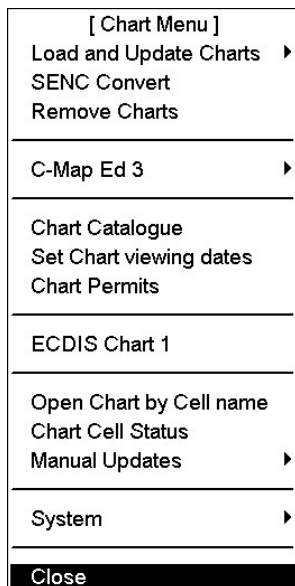 [ Chart Menu ]
Load and Update Charts
SENC Convert
Remove Charts
C-Map Ed 3
Chart Catalogue
Set Chart viewing dates
Chart Permits
ECDIS Chart 1
Open Chart by Cell name
Chart Cell Status
Manual Updates
System
Close